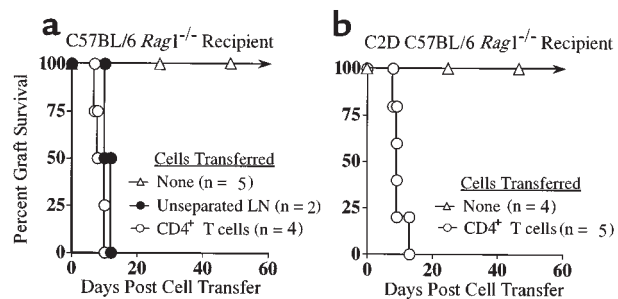 a
C57BL/6 Rag1-/- Recipient
Percent Graft Survival
100
75
50
25
0
Cells Transferred
None (n = 5)
Unseparated LN (n = 2)
CD4+ T cells (n = 4)
0 20 40 60
Days Post Cell Transfer
b
C2D C57BL/6 Rag1-/- Recipient
100
75
50
25
0
Cells Transferred
None (n = 4)
CD4+ T cells (n = 5)
0 20 40 60
Days Post Cell Transfer